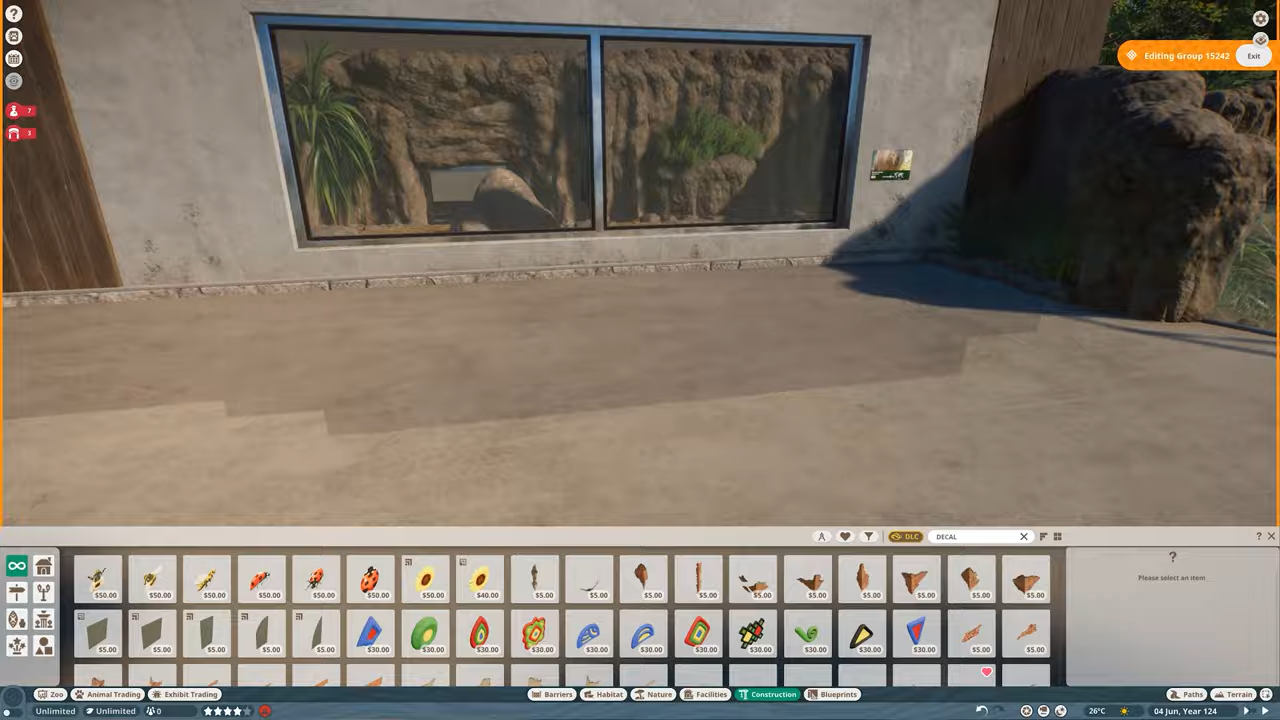 ?
Editing Group 15242
Exit
7
3
DLC
DECAL
?
$50.00 $50.00 $50.00 $50.00 $50.00 $50.00 $50.00 $40.00 $5.00 $5.00 $5.00 $5.00 $5.00 $5.00 $5.00 $5.00 $5.00 $5.00
?
Please select an item
$5.00 $5.00 $5.00 $5.00 $5.00 $30.00 $30.00 $30.00 $30.00 $30.00 $30.00 $30.00 $30.00 $30.00 $30.00 $30.00 $5.00 $5.00
Zoo Animal Trading Exhibit Trading Barriers Habitat Nature Facilities Construction Blueprints Paths Terrain
Unlimited Unlimited 0 26°C 04 Jun, Year 124